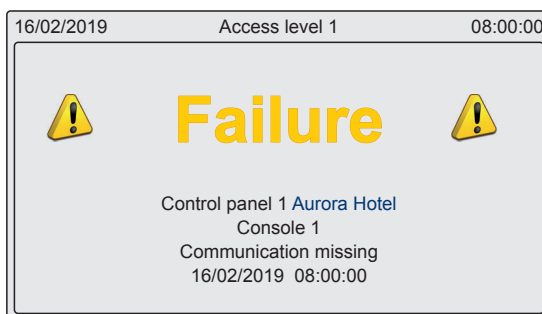 16/02/2019 Access level 1 08:00:00
Failure
Control panel 1 Aurora Hotel
Console 1
Communication missing
16/02/2019 08:00:00